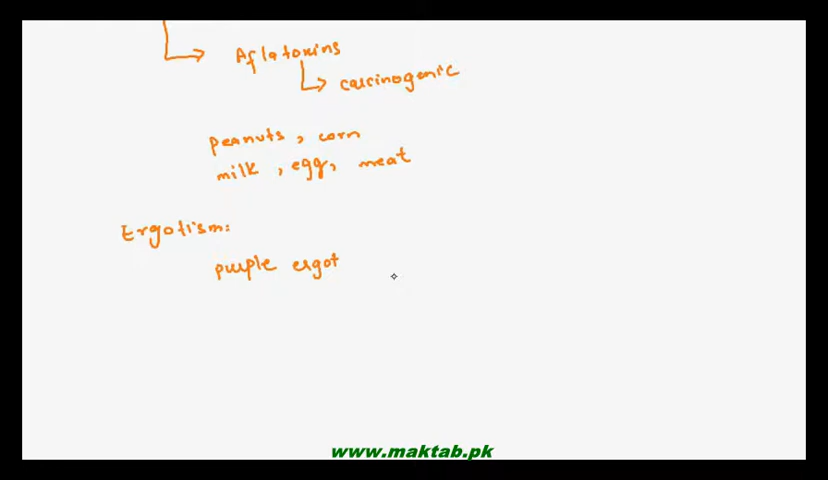 Aflatoxins
carcinogenic
peanuts, corn
milk, egg, meat
Ergotism:
purple ergot
www.maktab.pk